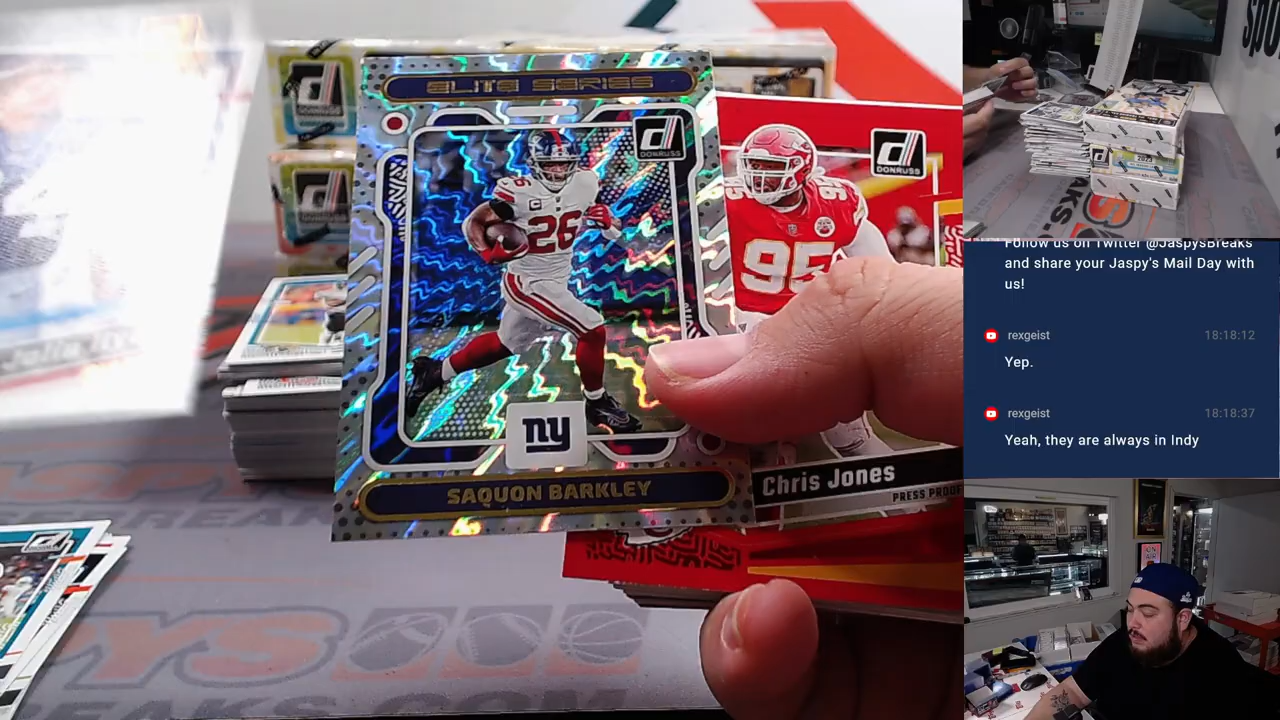 ELITE SERIES
DONRUSS
26
ny
SAQUON BARKLEY
DONRUSS
95
Chris Jones
PRESS PROOF
Follow us on Twitter @JaspysBreaks
and share your Jaspy's Mail Day with
us!
rexgeist 18:18:12
Yep.
rexgeist 18:18:37
Yeah, they are always in Indy
ON
AIR